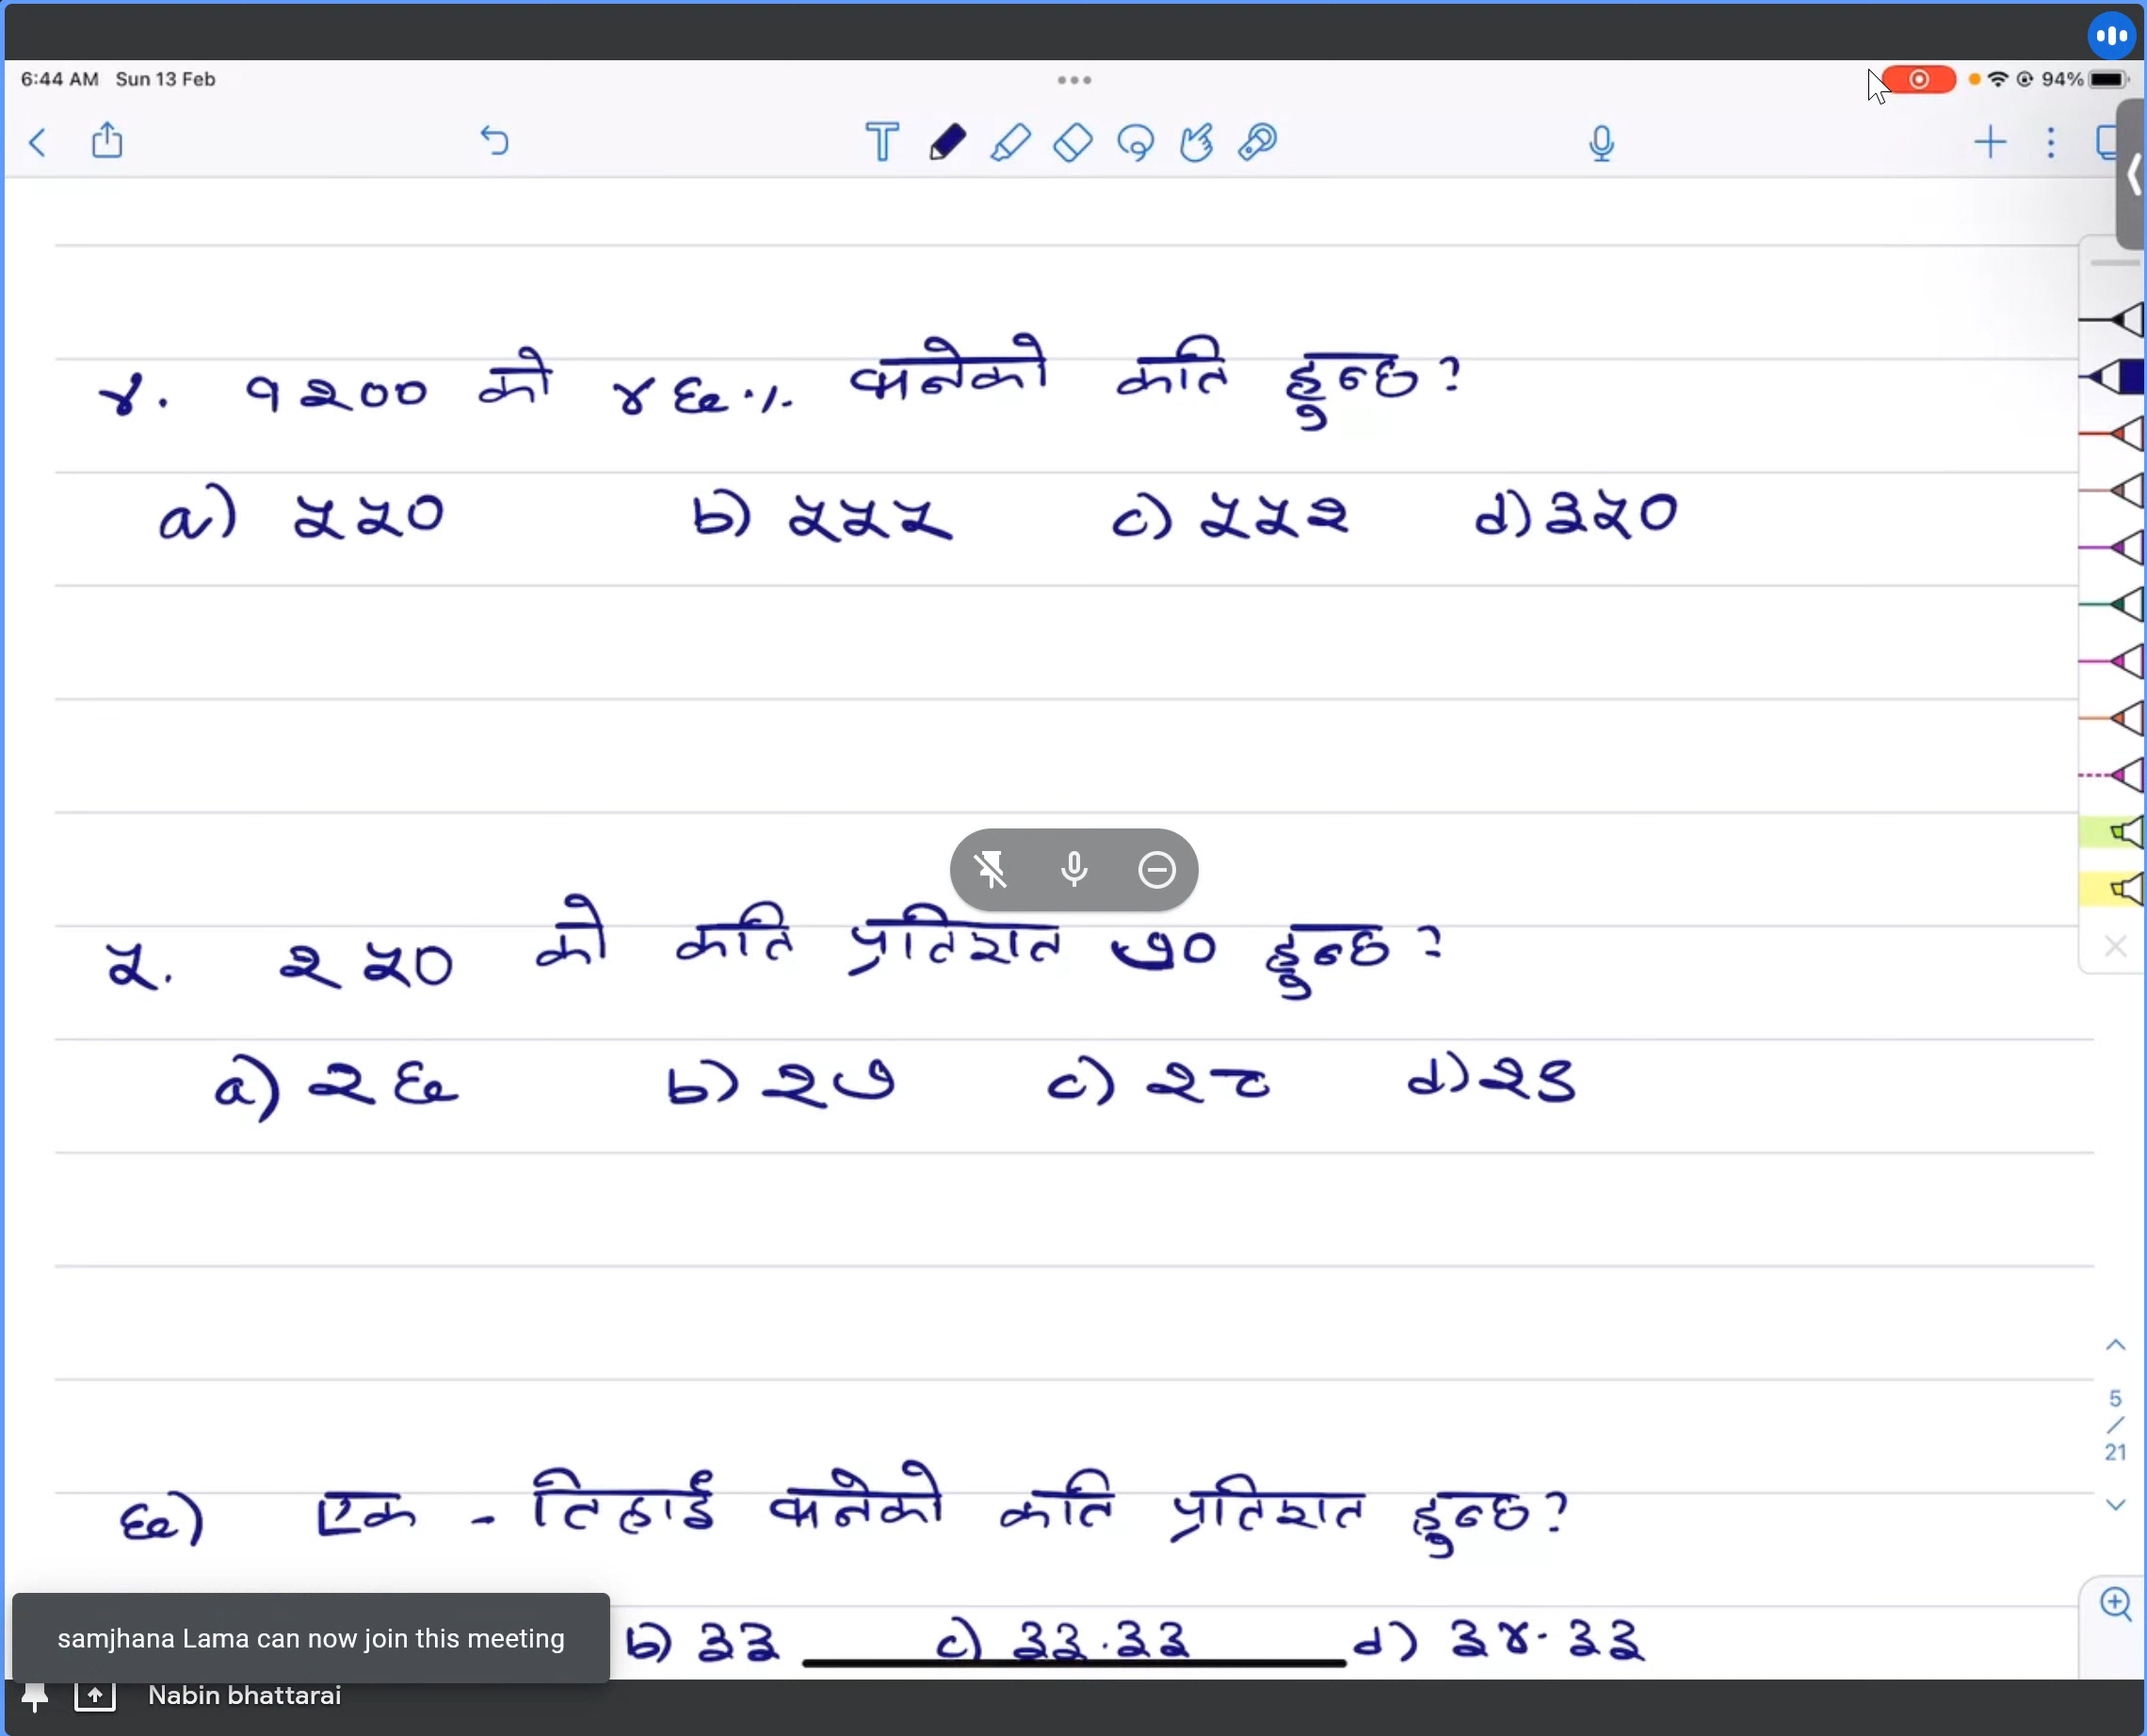 6:44 AM Sun 13 Feb
94%
४. १२०० को ४६% भनेको कति हुन्छ?
a) ५५० b) ५५५ c) ५५२ d) ३५०
५. २५० को कति प्रतिशत ७० हुन्छ?
a) २६ b) २७ c) २८ d) २९
६) एक - तिहाई भनेको कति प्रतिशत हुन्छ?
b) ३३ c) ३३.३३ d) ३४.३३
5
/
21
samjhana Lama can now join this meeting
Nabin bhattarai